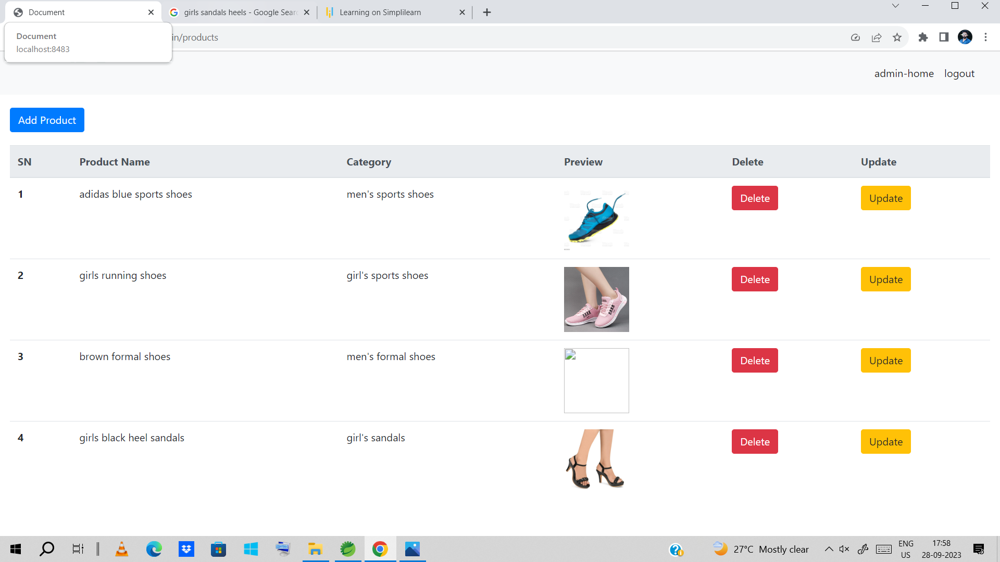 Document
girls sandals heels - Google Sear
Learning on Simplilearn
Document
localhost:8483
in/products
admin-home logout
Add Product
SN Product Name Category Preview Delete Update
1 adidas blue sports shoes men's sports shoes Delete Update
2 girls running shoes girl's sports shoes Delete Update
3 brown formal shoes men's formal shoes Delete Update
4 girls black heel sandals girl's sandals Delete Update
27°C Mostly clear
ENG
US
17:58
28-09-2023